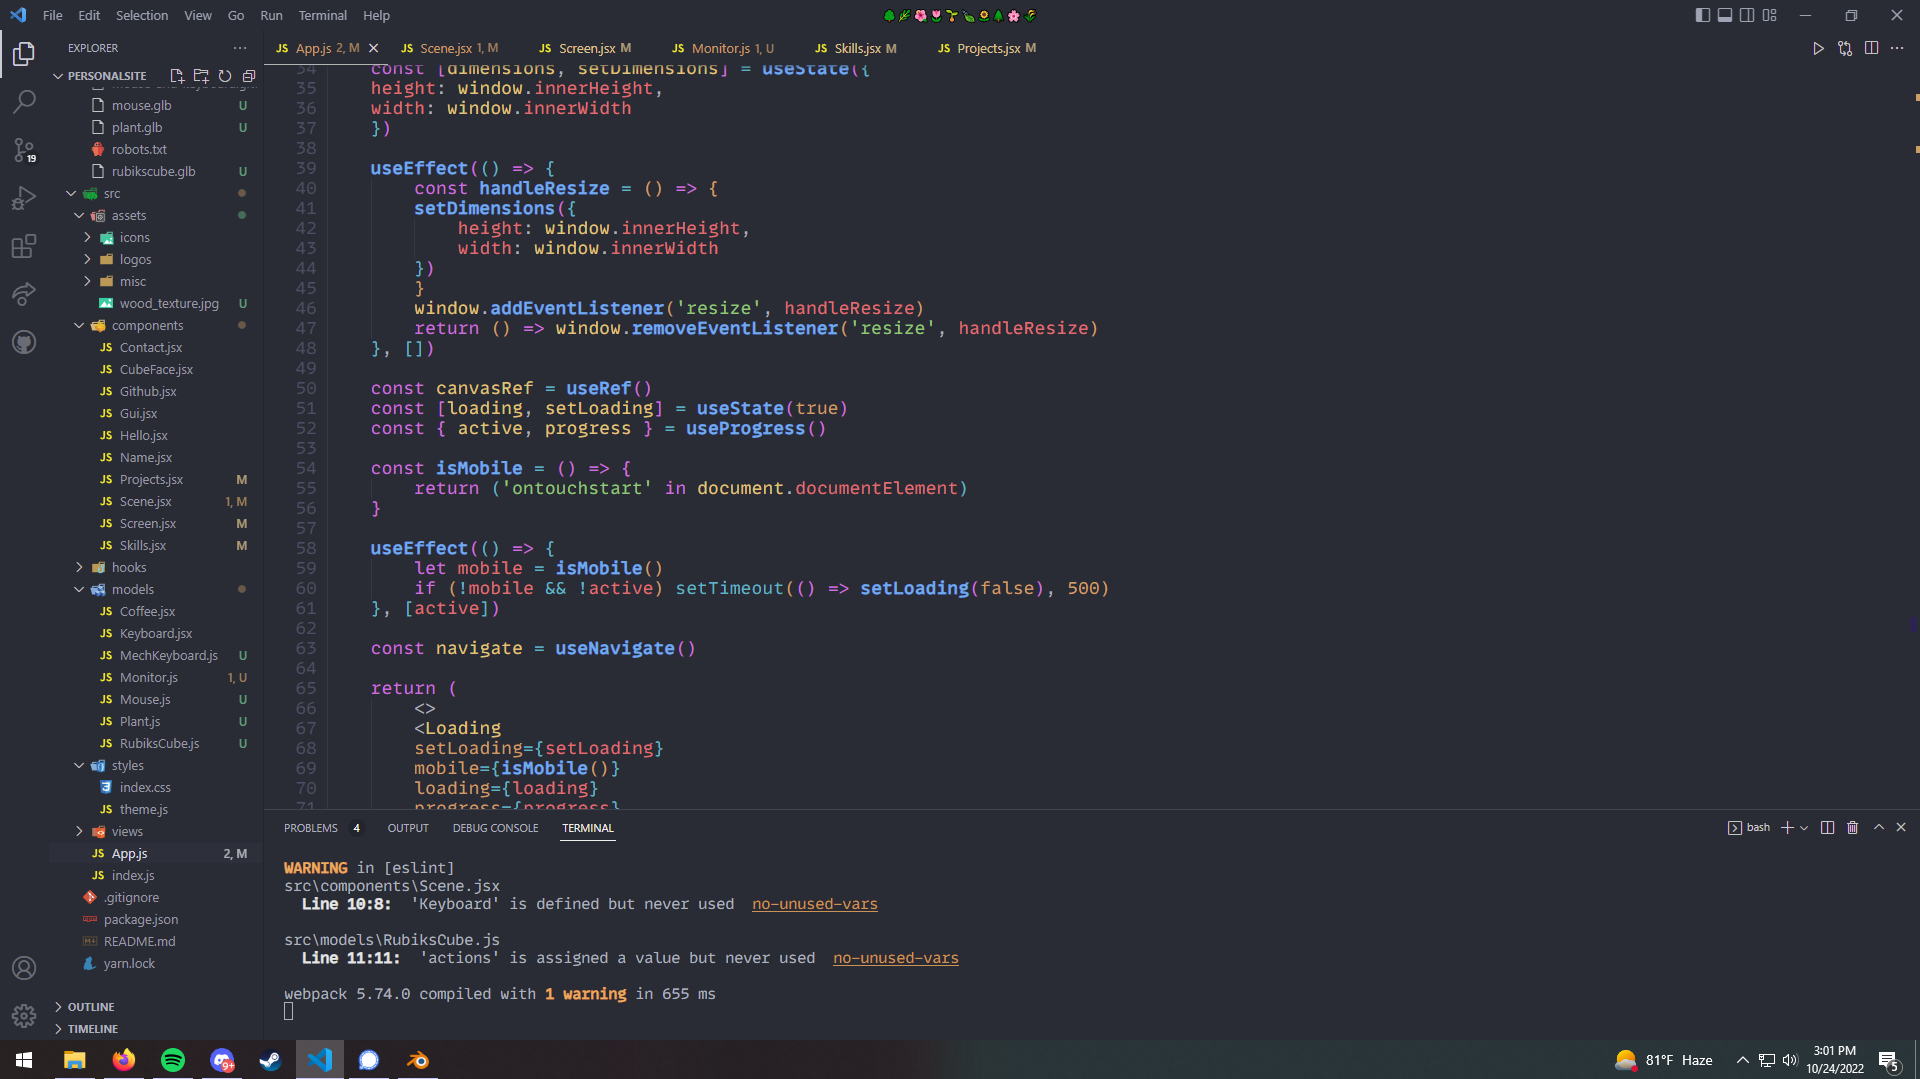 File Edit Selection View Go Run Terminal Help
EXPLORER
PERSONALSITE
mouse.glb U
plant.glb U
robots.txt
rubikscube.glb U
src
assets
icons
logos
misc
wood_texture.jpg U
components
Contact.jsx
CubeFace.jsx
Github.jsx
Gui.jsx
Hello.jsx
Name.jsx
Projects.jsx M
Scene.jsx 1, M
Screen.jsx M
Skills.jsx M
hooks
models
Coffee.jsx
Keyboard.jsx
MechKeyboard.js U
Monitor.js 1, U
Mouse.js U
Plant.js U
RubiksCube.js U
styles
index.css
theme.js
views
App.js 2, M
index.js
.gitignore
package.json
README.md
yarn.lock
OUTLINE
TIMELINE
19
JS App.js 2, M JS Scene.jsx 1, M JS Screen.jsx M JS Monitor.js 1, U JS Skills.jsx M JS Projects.jsx M
34 const [dimensions, setDimensions] = useState({
35 height: window.innerHeight,
36 width: window.innerWidth
37 })
38
39 useEffect(() => {
40 const handleResize = () => {
41 setDimensions({
42 height: window.innerHeight,
43 width: window.innerWidth
44 })
45 }
46 window.addEventListener('resize', handleResize)
47 return () => window.removeEventListener('resize', handleResize)
48 }, [])
49
50 const canvasRef = useRef()
51 const [loading, setLoading] = useState(true)
52 const { active, progress } = useProgress()
53
54 const isMobile = () => {
55 return ('ontouchstart' in document.documentElement)
56 }
57
58 useEffect(() => {
59 let mobile = isMobile()
60 if (!mobile && !active) setTimeout(() => setLoading(false), 500)
61 }, [active])
62
63 const navigate = useNavigate()
64
65 return (
66 <>
67 <Loading
68 setLoading={setLoading}
69 mobile={isMobile()}
70 loading={loading}
71 progress={progress}
PROBLEMS 4 OUTPUT DEBUG CONSOLE TERMINAL bash
WARNING in [eslint]
src\components\Scene.jsx
Line 10:8: 'Keyboard' is defined but never used no-unused-vars
src\models\RubiksCube.js
Line 11:11: 'actions' is assigned a value but never used no-unused-vars
webpack 5.74.0 compiled with 1 warning in 655 ms
9+
81°F Haze
3:01 PM
10/24/2022
5